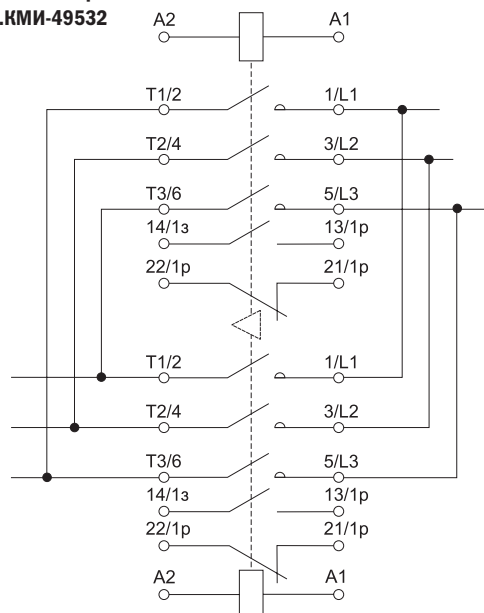 .КМИ-49532
A2 A1
T1/2 1/L1
T2/4 3/L2
T3/6 5/L3
14/1з 13/1р
22/1р 21/1р
T1/2 1/L1
T2/4 3/L2
T3/6 5/L3
14/1з 13/1р
22/1р 21/1р
A2 A1